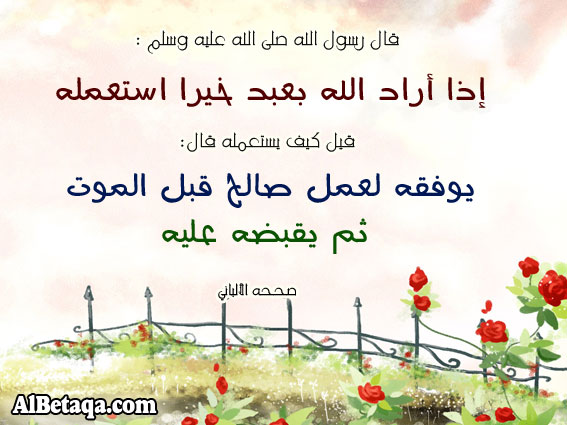 قال رسول الله صلى الله عليه وسلم :
إذا أراد الله بعبد خيرا استعمله
قيل كيف يستعمله قال:
يوفقه لعمل صالح قبل الموت
ثم يقبضه عليه
صححه الألباني
AlBetaqa.com